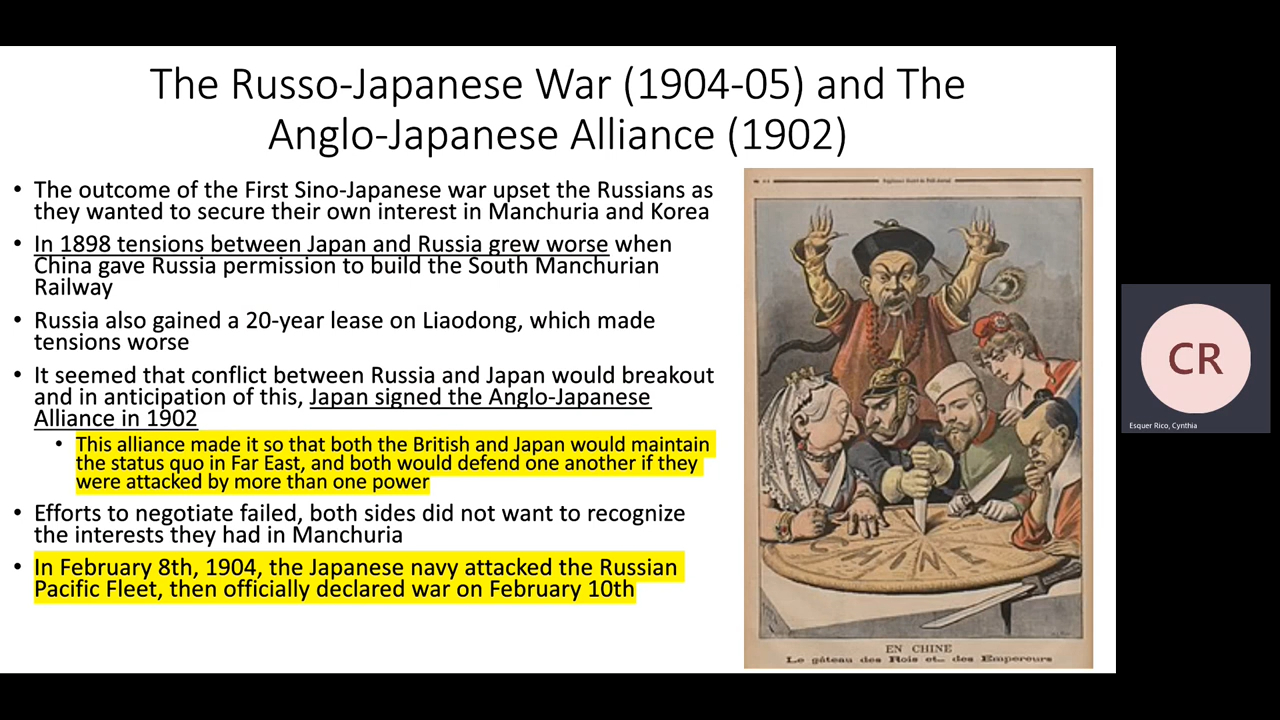 The Russo-Japanese War (1904-05) and The
Anglo-Japanese Alliance (1902)
• The outcome of the First Sino-Japanese war upset the Russians as
they wanted to secure their own interest in Manchuria and Korea
• In 1898 tensions between Japan and Russia grew worse when
China gave Russia permission to build the South Manchurian
Railway
• Russia also gained a 20-year lease on Liaodong, which made
tensions worse
• It seemed that conflict between Russia and Japan would breakout
and in anticipation of this, Japan signed the Anglo-Japanese
Alliance in 1902
• This alliance made it so that both the British and Japan would maintain
the status quo in Far East, and both would defend one another if they
were attacked by more than one power
• Efforts to negotiate failed, both sides did not want to recognize
the interests they had in Manchuria
• In February 8th, 1904, the Japanese navy attacked the Russian
Pacific Fleet, then officially declared war on February 10th
CHINE
EN CHINE
Le gâteau des Rois et... des Empereurs
CR
Esquer Rico, Cynthia